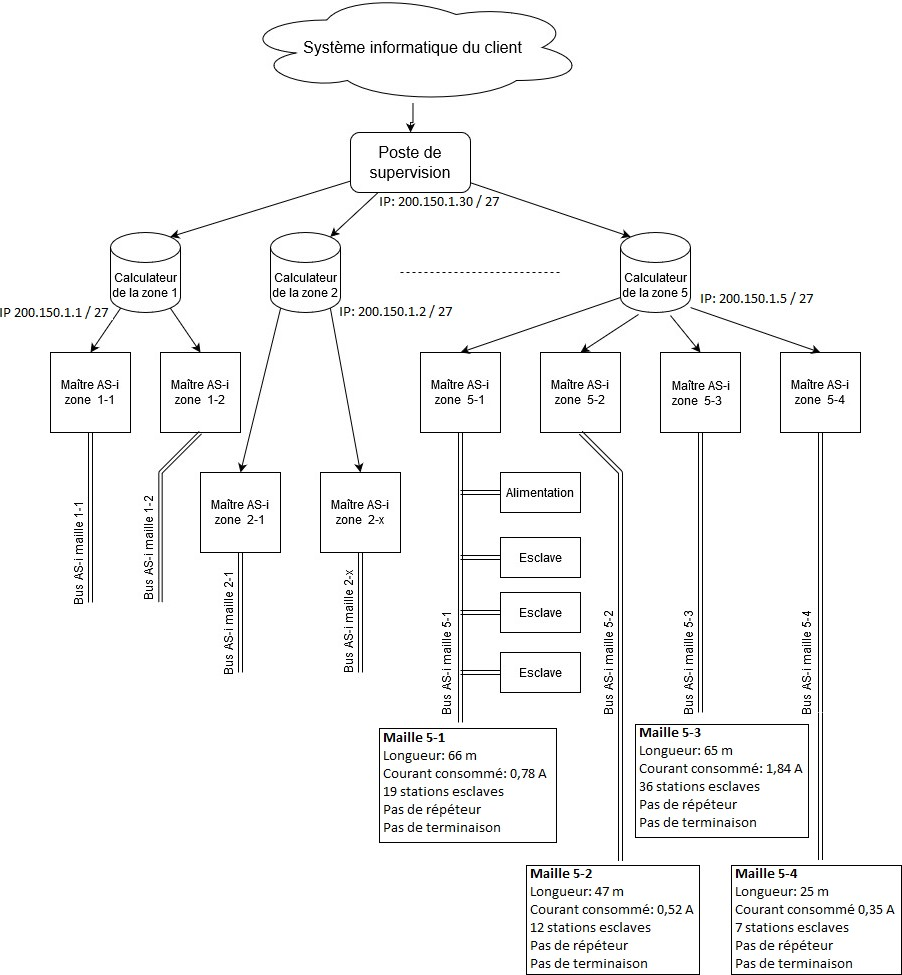 Système informatique du client
Poste de
supervision
IP: 200.150.1.30 / 27
Calculateur
de la zone 1
IP 200.150.1.1 / 27
Calculateur
de la zone 2
IP: 200.150.1.2 / 27
Calculateur
de la zone 5
IP: 200.150.1.5 / 27
Maître AS-i
zone 1-1
Maître AS-i
zone 1-2
Maître AS-i
zone 5-1
Maître AS-i
zone 5-2
Maître AS-i
zone 5-3
Maître AS-i
zone 5-4
Maître AS-i
zone 2-1
Maître AS-i
zone 2-x
Bus AS-i maille 1-1
Bus AS-i maille 1-2
Bus AS-i maille 2-1
Bus AS-i maille 2-x
Alimentation
Esclave
Esclave
Esclave
Bus AS-i maille 5-1
Bus AS-i maille 5-2
Bus AS-i maille 5-3
Bus AS-i maille 5-4
Maille 5-1
Longueur: 66 m
Courant consommé: 0,78 A
19 stations esclaves
Pas de répéteur
Pas de terminaison
Maille 5-3
Longueur: 65 m
Courant consommé: 1,84 A
36 stations esclaves
Pas de répéteur
Pas de terminaison
Maille 5-2
Longueur: 47 m
Courant consommé: 0,52 A
12 stations esclaves
Pas de répéteur
Pas de terminaison
Maille 5-4
Longueur: 25 m
Courant consommé 0,35 A
7 stations esclaves
Pas de répéteur
Pas de terminaison